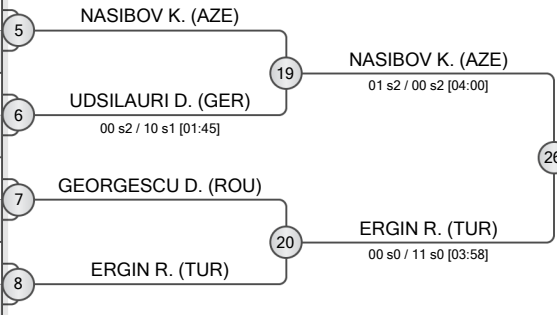 NASIBOV K. (AZE)
5
19
NASIBOV K. (AZE)
01 s2 / 00 s2 [04:00]
UDSILAURI D. (GER)
6
00 s2 / 10 s1 [01:45]
26
GEORGESCU D. (ROU)
7
20
ERGIN R. (TUR)
00 s0 / 11 s0 [03:58]
ERGIN R. (TUR)
8